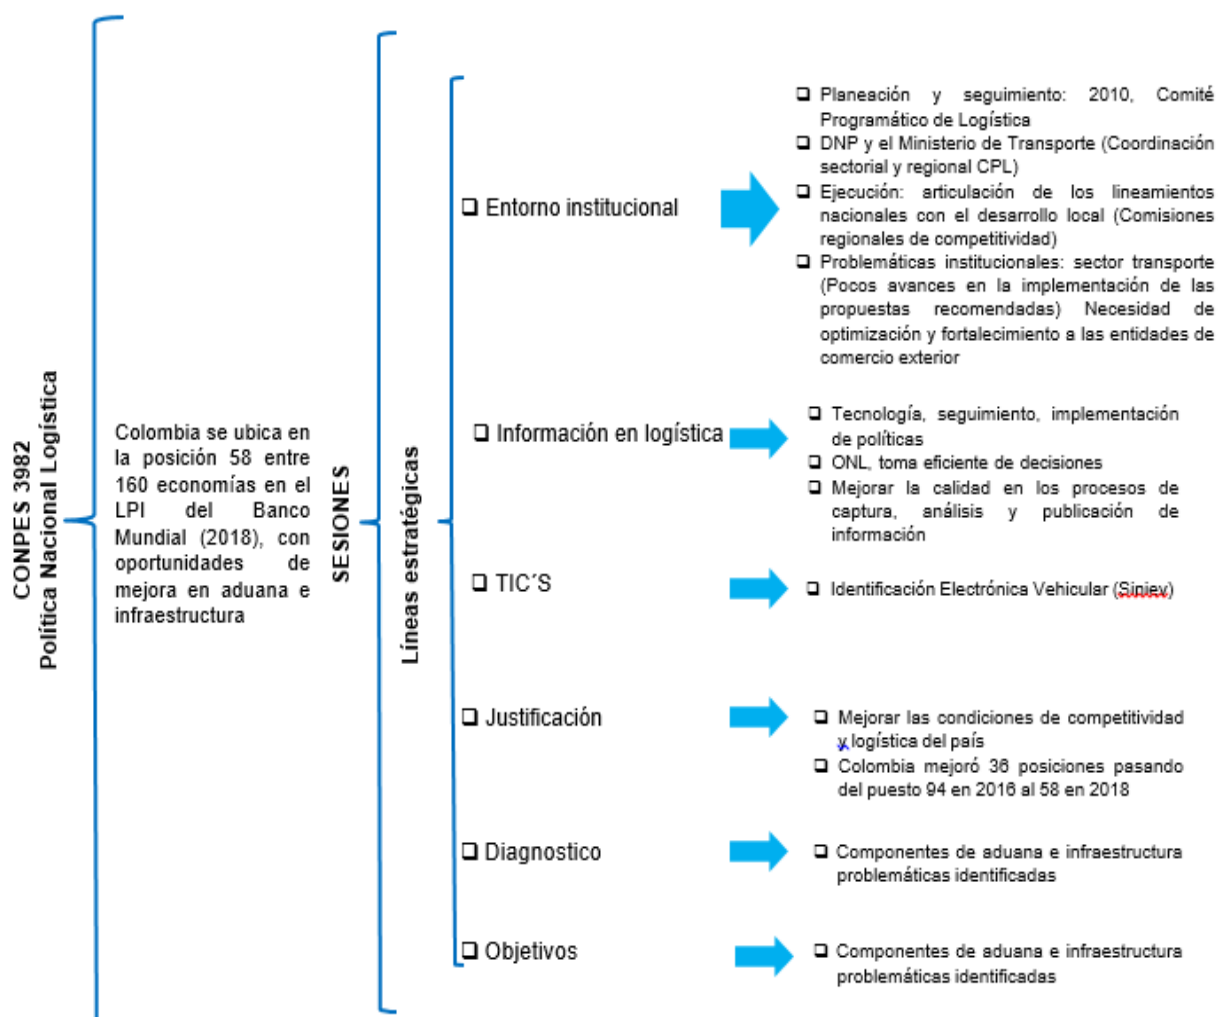 CONPES 3982
Política Nacional Logística
Colombia se ubica en
la posición 58 entre
160 economías en el
LPI del Banco
Mundial (2018), con
oportunidades de
mejora en aduana e
infraestructura
SESIONES
Líneas estratégicas
❑ Entorno institucional
❑ Planeación y seguimiento: 2010, Comité
Programático de Logística
❑ DNP y el Ministerio de Transporte (Coordinación
sectorial y regional CPL)
❑ Ejecución: articulación de los lineamientos
nacionales con el desarrollo local (Comisiones
regionales de competitividad)
❑ Problemáticas institucionales: sector transporte
(Pocos avances en la implementación de las
propuestas recomendadas) Necesidad de
optimización y fortalecimiento a las entidades de
comercio exterior
❑ Información en logística
❑ Tecnología, seguimiento, implementación
de políticas
❑ ONL, toma eficiente de decisiones
❑ Mejorar la calidad en los procesos de
captura, análisis y publicación de
información
❑ TIC´S
❑ Identificación Electrónica Vehicular (Siniev)
❑ Justificación
❑ Mejorar las condiciones de competitividad
y logística del país
❑ Colombia mejoró 36 posiciones pasando
del puesto 94 en 2016 al 58 en 2018
❑ Diagnostico
❑ Componentes de aduana e infraestructura
problemáticas identificadas
❑ Objetivos
❑ Componentes de aduana e infraestructura
problemáticas identificadas